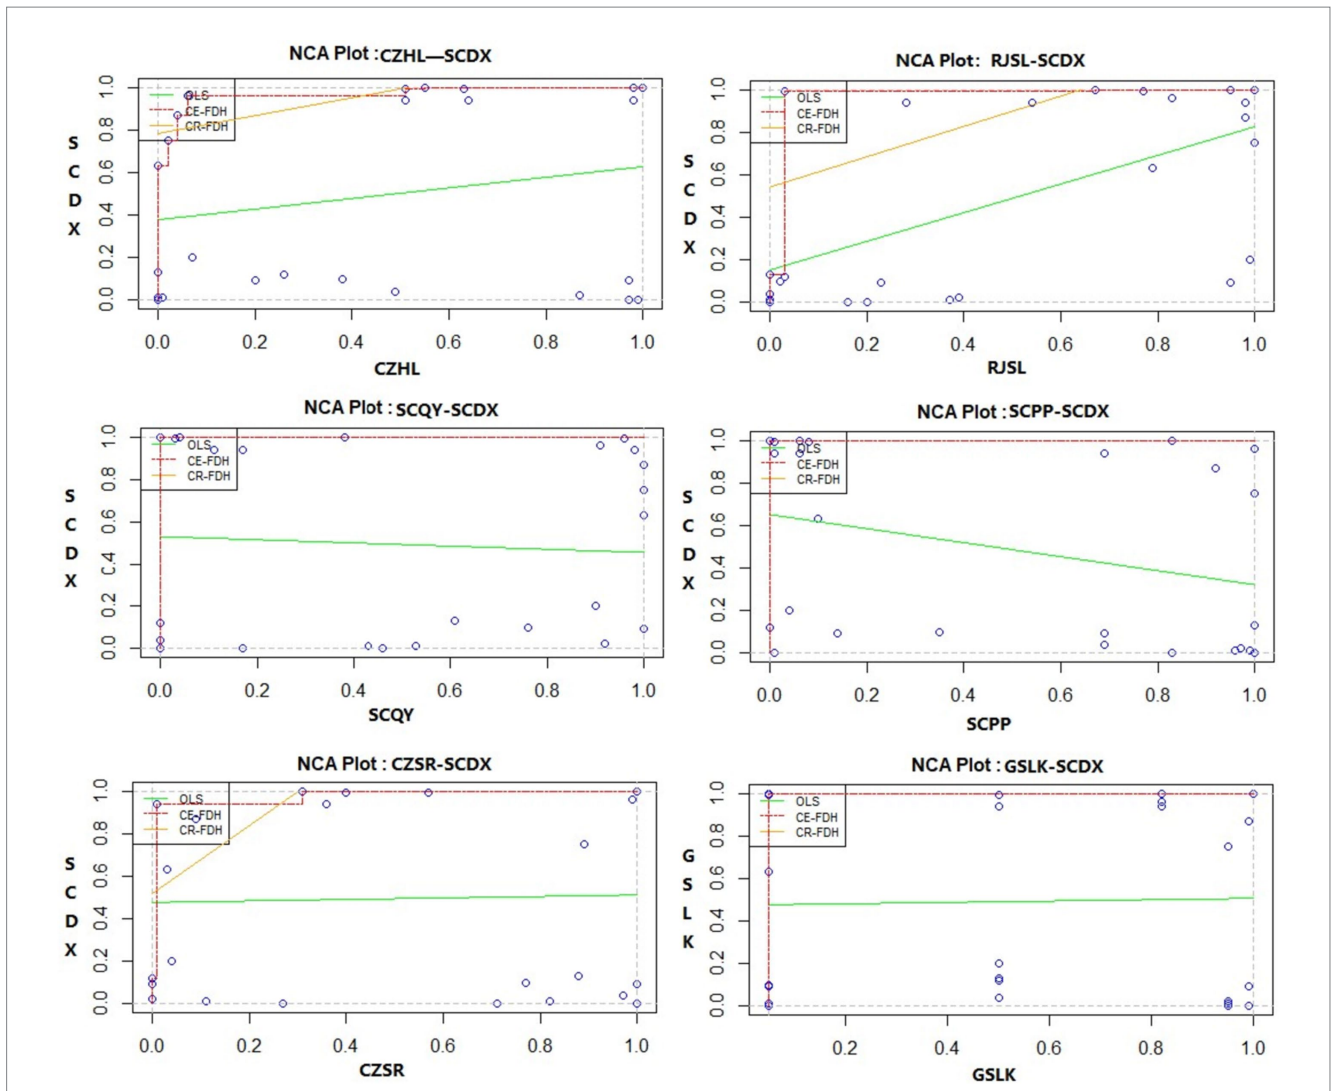 NCA Plot :CZHL—SCDX
1.0
0.8
0.6
0.4
0.2
0.0
S
C
D
X
OLS
CE-FDH
CR-FDH
0.0 0.2 0.4 0.6 0.8 1.0
CZHL
NCA Plot: RJSL-SCDX
1.0
0.8
0.6
0.4
0.2
0.0
S
C
D
X
OLS
CE-FDH
CR-FDH
0.0 0.2 0.4 0.6 0.8 1.0
RJSL
NCA Plot :SCQY-SCDX
1.0
0.8
0.6
0.4
0.2
0.0
S
C
D
X
OLS
CE-FDH
CR-FDH
0.0 0.2 0.4 0.6 0.8 1.0
SCQY
NCA Plot :SCPP-SCDX
1.0
0.8
0.6
0.4
0.2
0.0
S
C
D
X
OLS
CE-FDH
CR-FDH
0.0 0.2 0.4 0.6 0.8 1.0
SCPP
NCA Plot : CZSR-SCDX
1.0
0.8
0.6
0.4
0.2
0.0
S
C
D
X
OLS
CE-FDH
CR-FDH
0.0 0.2 0.4 0.6 0.8 1.0
CZSR
NCA Plot :GSLK-SCDX
1.0
0.8
0.6
0.4
0.2
0.0
G
S
L
K
OLS
CE-FDH
CR-FDH
0.2 0.4 0.6 0.8 1.0
GSLK